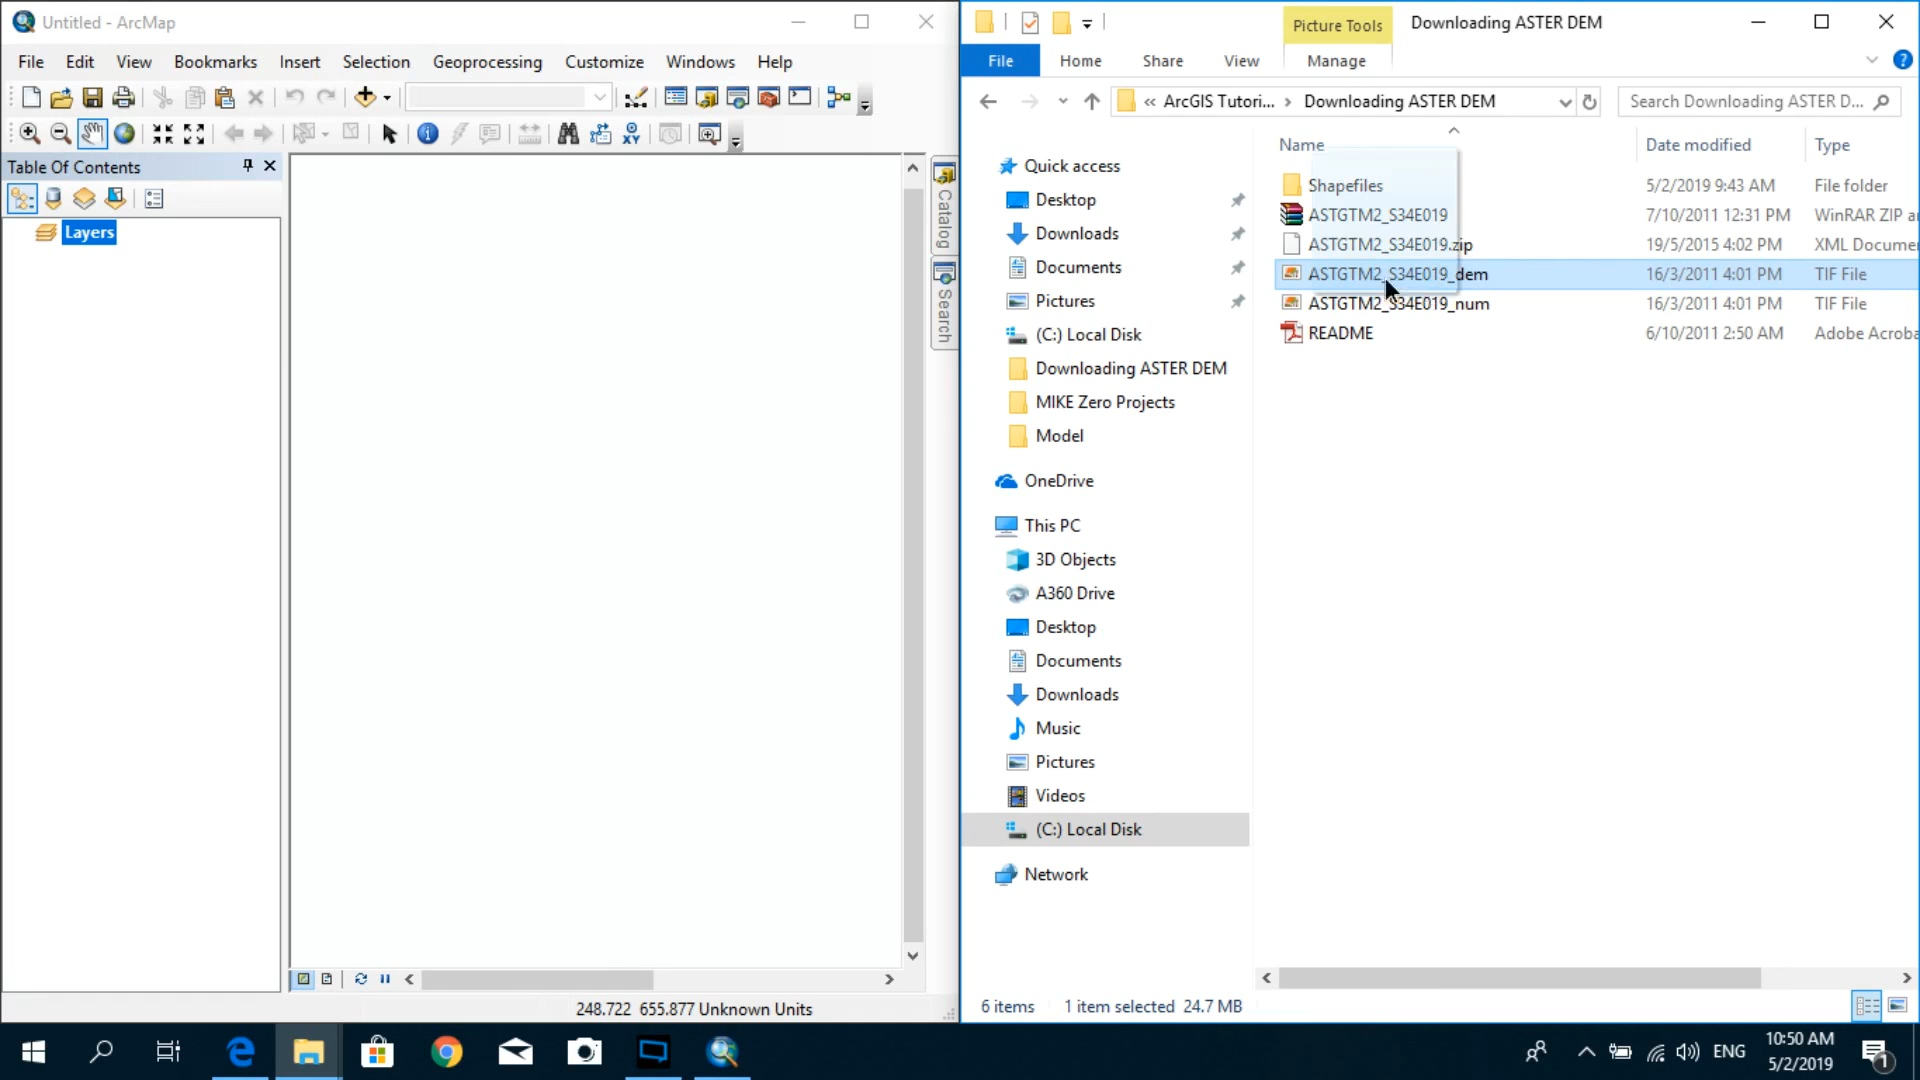 Untitled - ArcMap
File Edit View Bookmarks Insert Selection Geoprocessing Customize Windows Help
Table Of Contents
Layers
Catalog
Search
XY
248.722 655.877 Unknown Units
Picture Tools
Downloading ASTER DEM
File Home Share View Manage
« ArcGIS Tutori... › Downloading ASTER DEM
Search Downloading ASTER D...
Quick access
Desktop
Downloads
Documents
Pictures
(C:) Local Disk
Downloading ASTER DEM
MIKE Zero Projects
Model
OneDrive
This PC
3D Objects
A360 Drive
Desktop
Documents
Downloads
Music
Pictures
Videos
(C:) Local Disk
Network
Name Date modified Type
Shapefiles 5/2/2019 9:43 AM File folder
ASTGTM2_S34E019 7/10/2011 12:31 PM WinRAR ZIP ar
ASTGTM2_S34E019.zip 19/5/2015 4:02 PM XML Docume
ASTGTM2_S34E019_dem 16/3/2011 4:01 PM TIF File
ASTGTM2_S34E019_num 16/3/2011 4:01 PM TIF File
README 6/10/2011 2:50 AM Adobe Acroba
6 items 1 item selected 24.7 MB
ENG
10:50 AM
5/2/2019
1